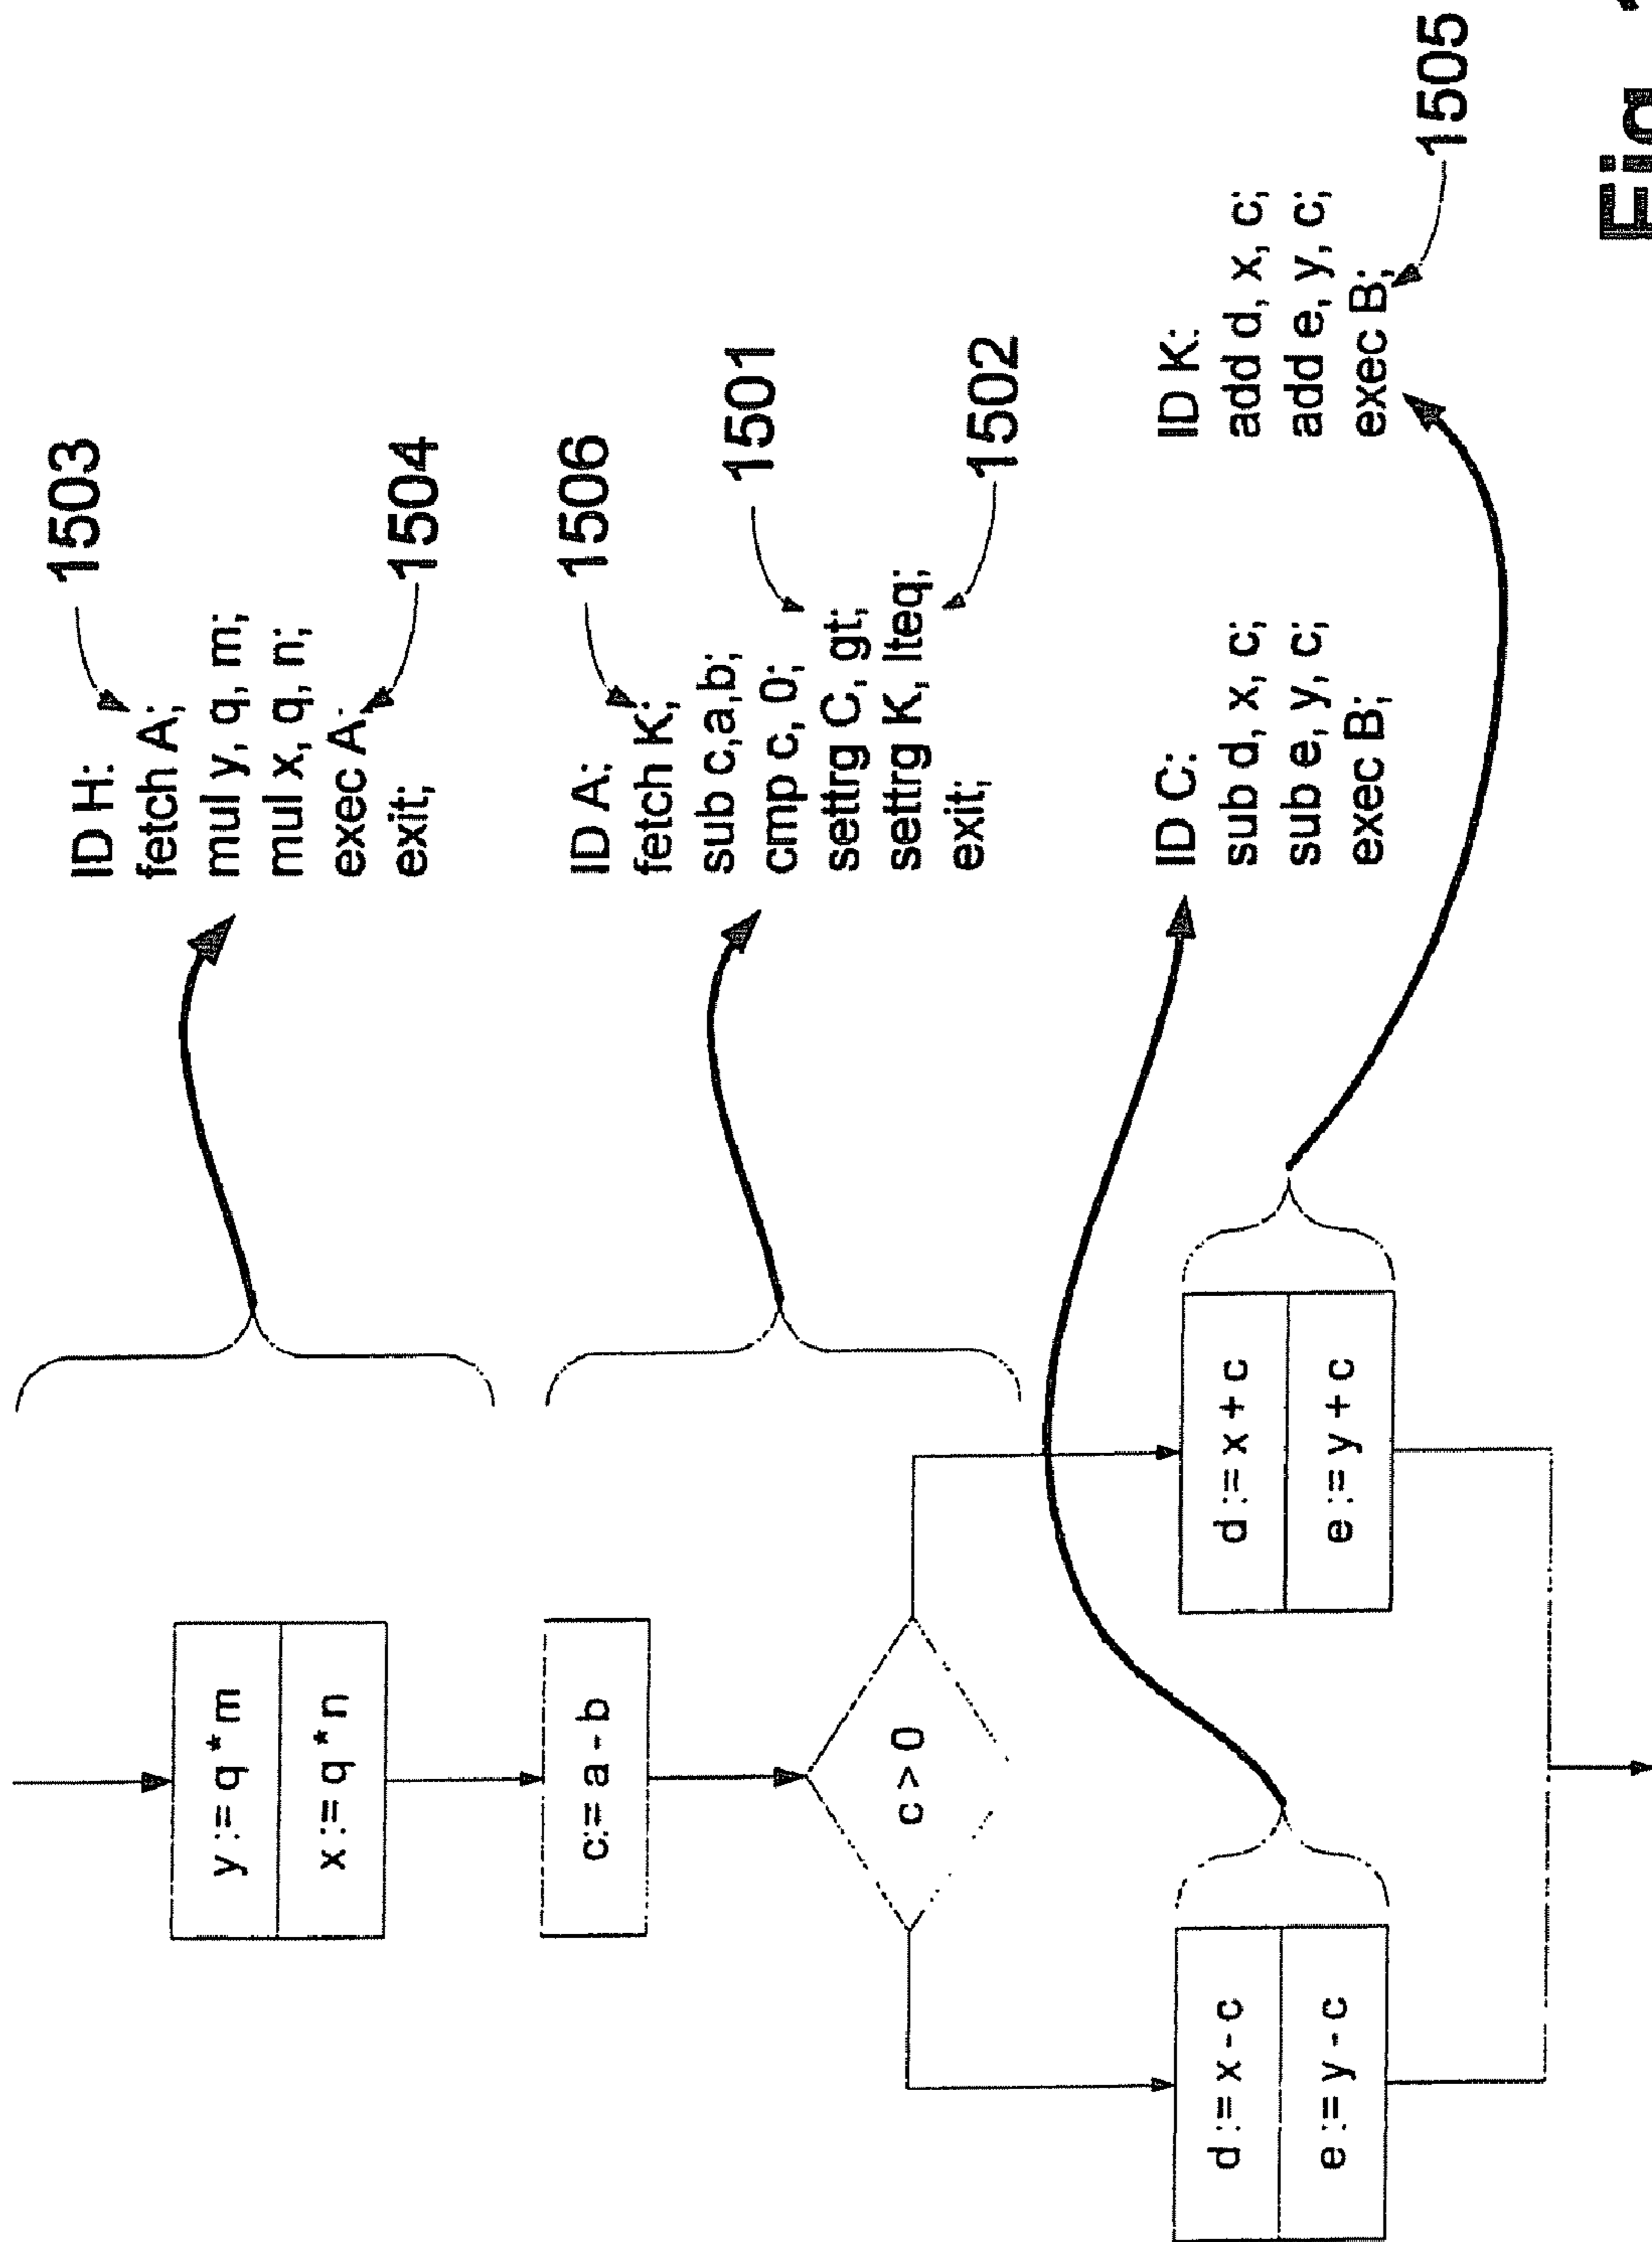 y := q * m
x := q * n
c:= a - b
c > 0
d := x - c
e := y - c
d := x + c
e := y + c
1503
ID H:
fetch A;
mul y, q, m;
mul x, q, n;
exec A;
exit;
1504
1506
ID A:
fetch K;
sub c,a,b;
cmp c, 0;
settrg C, gt;
settrg K, lteq;
exit;
1501
1502
ID C:
sub d, x, c;
sub e, y, c;
exec B;
ID K:
add d, x, c;
add e, y, c;
exec B;
1505
Fig.